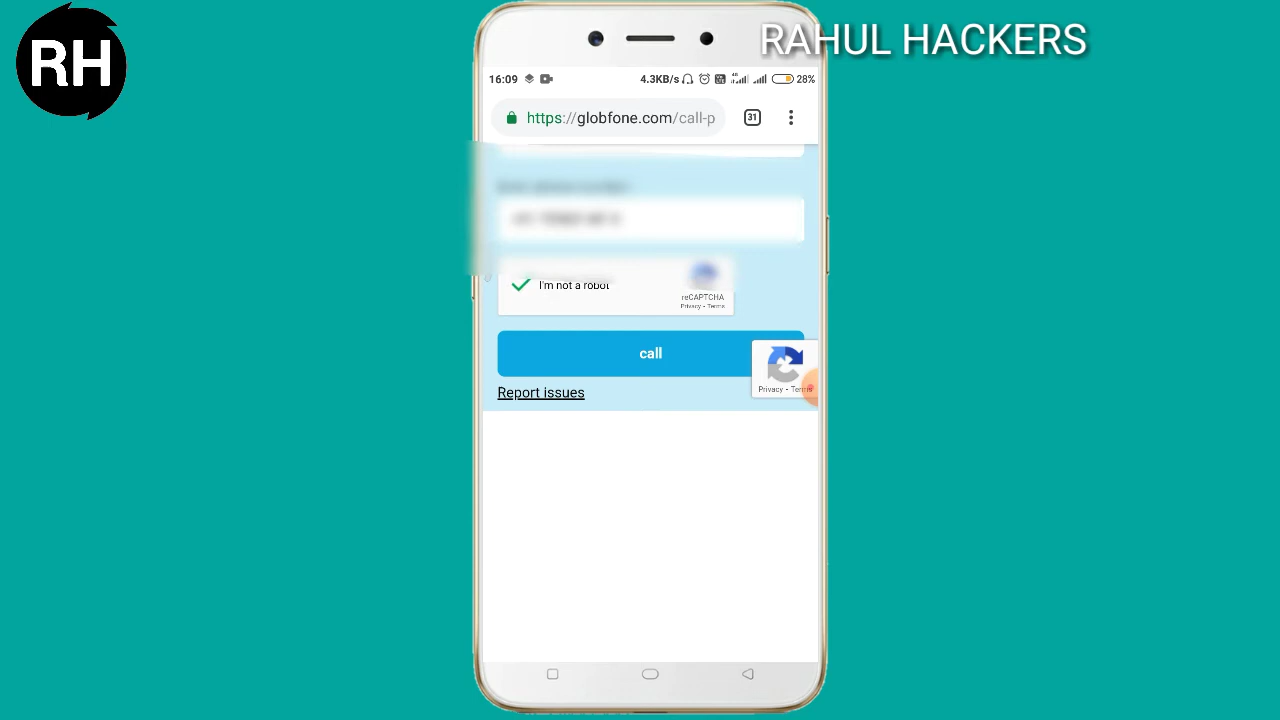 RH
RAHUL HACKERS
16:09
4.3KB/s
28%
https://globfone.com/call-p
31
I'm not a robot
reCAPTCHA
Privacy - Terms
call
Privacy - Terms
Report issues